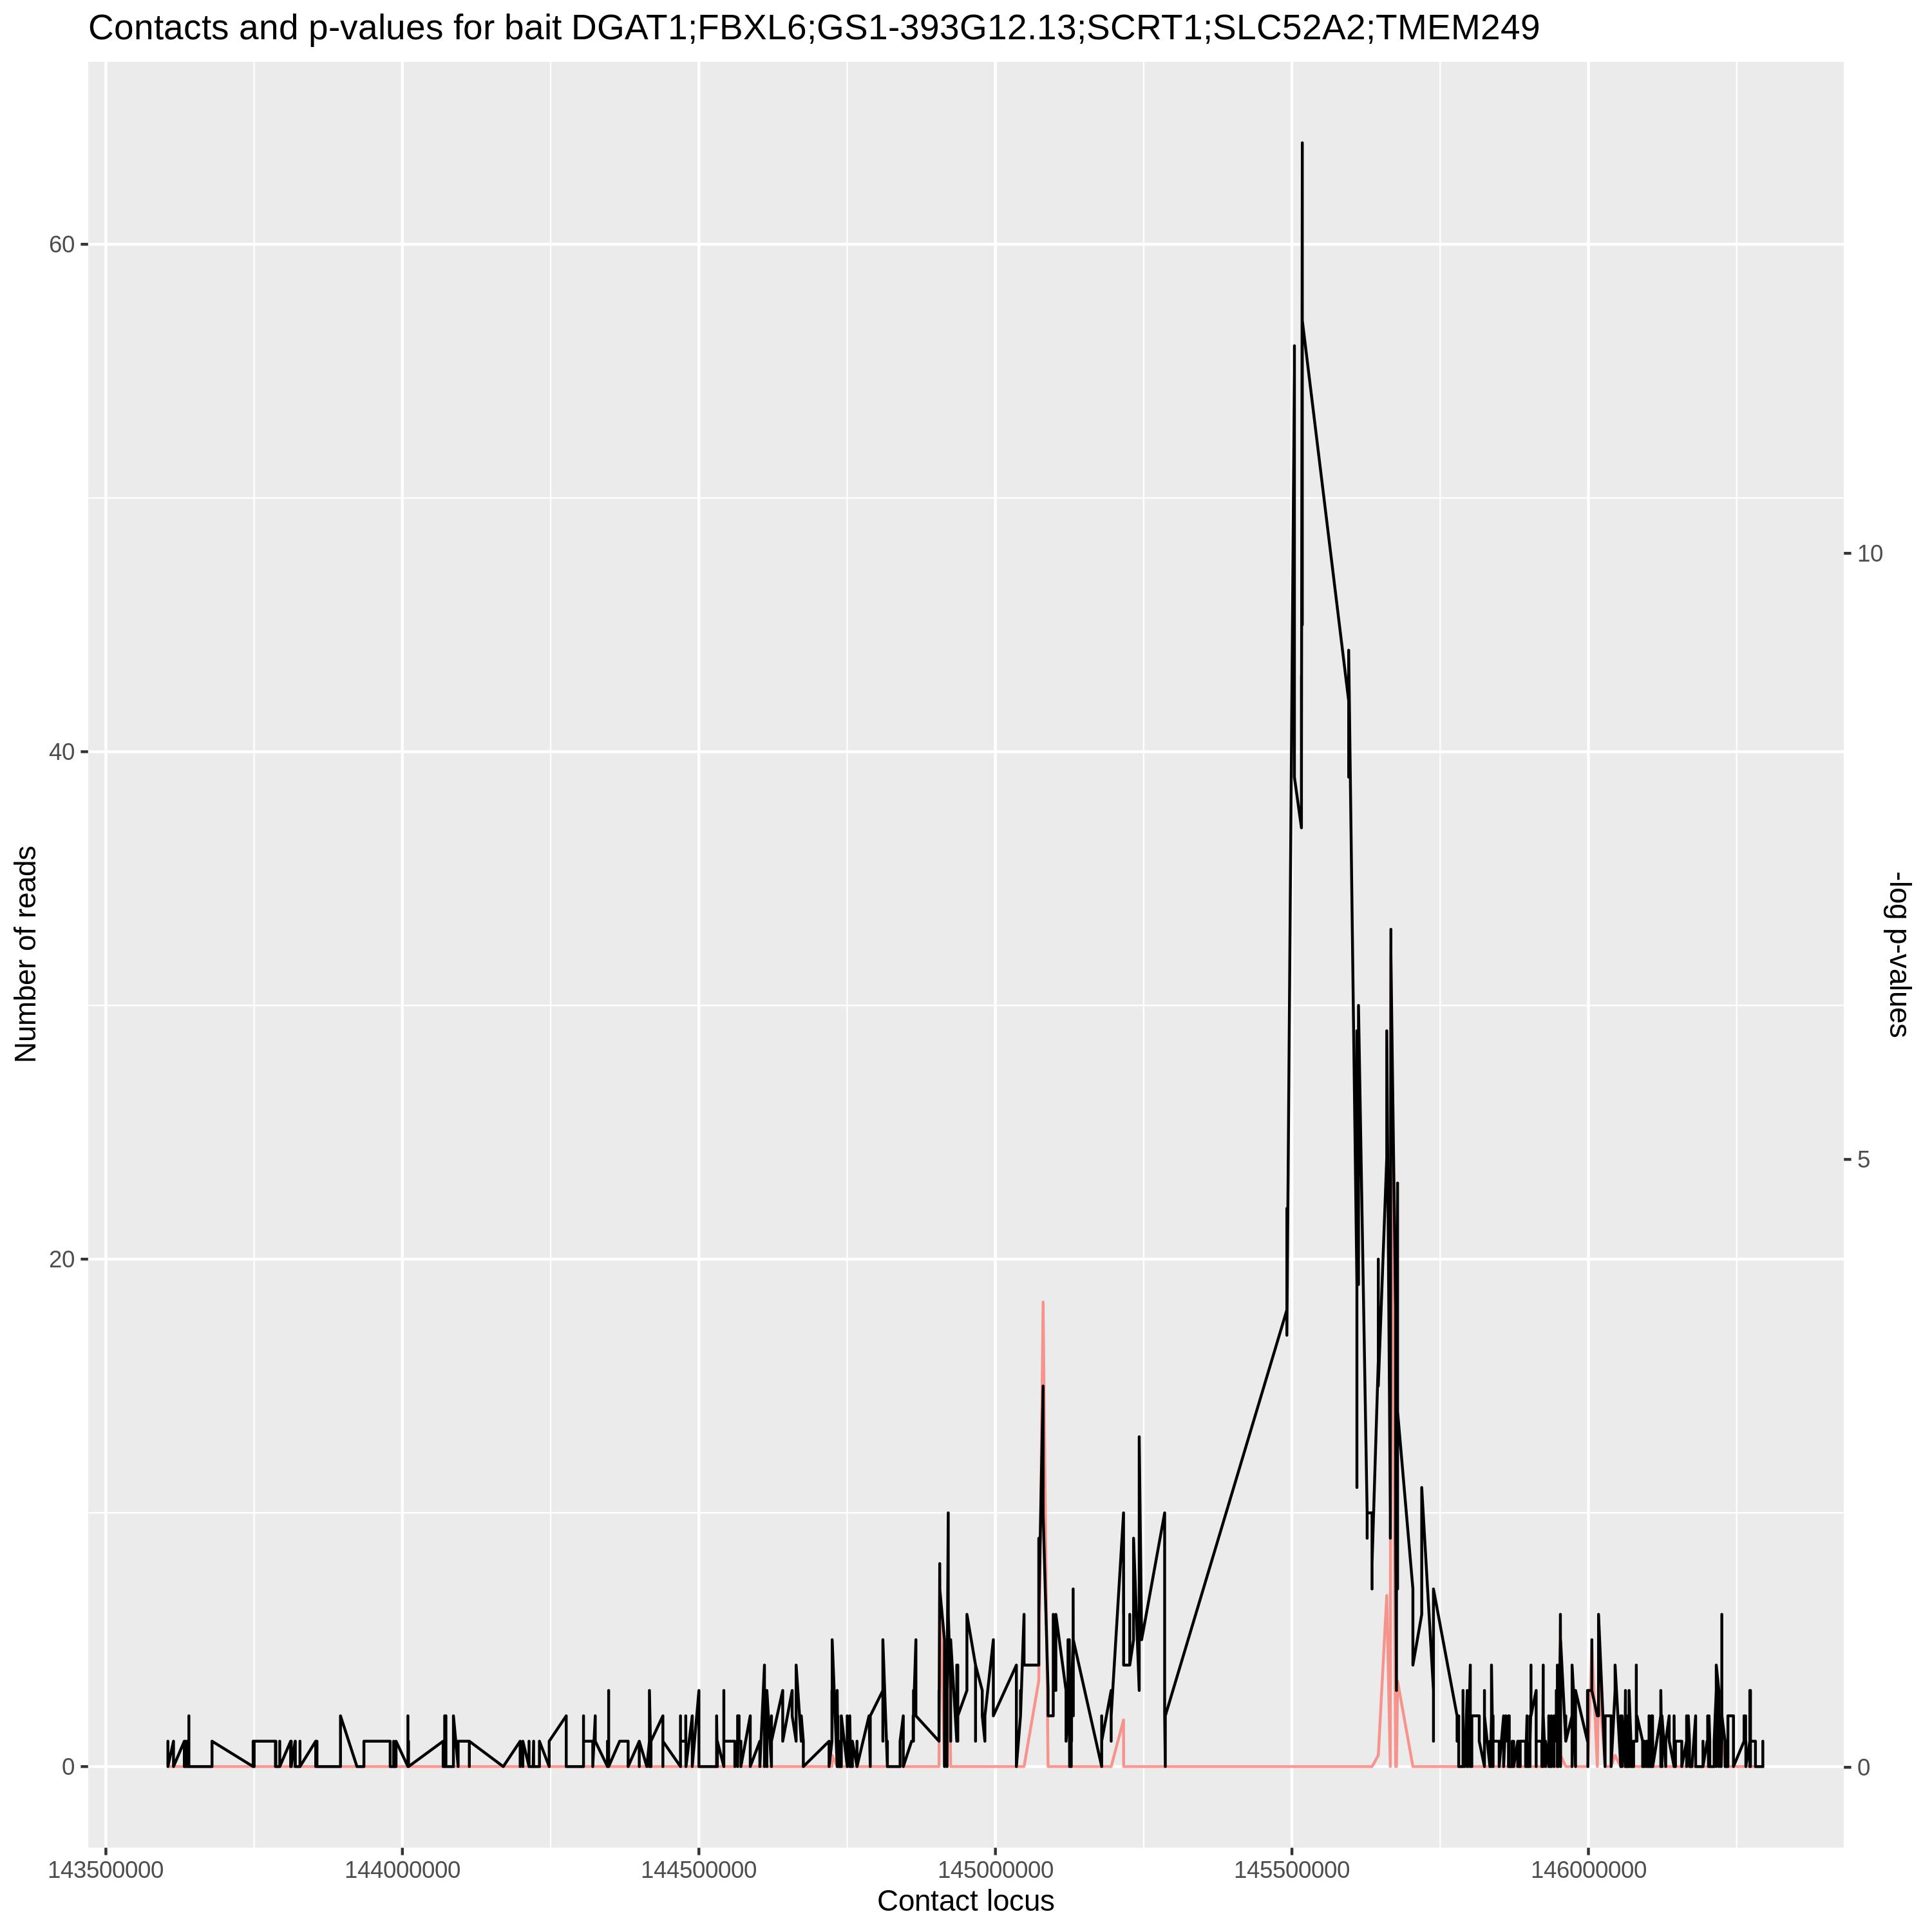 Contacts and p-values for bait DGAT1;FBXL6;GS1-393G12.13;SCRT1;SLC52A2;TMEM249
60
40
20
0
Number of reads
10
5
0
-log p-values
143500000 144000000 144500000 145000000 145500000 146000000
Contact locus